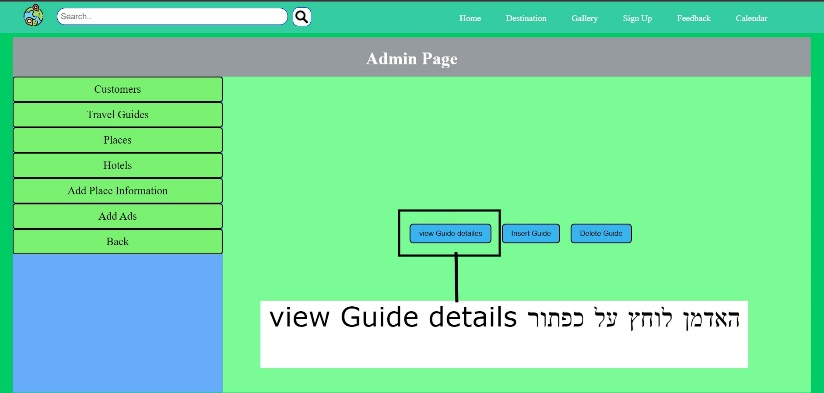 Search..
Home Destination Gallery Sign Up Feedback Calendar
Admin Page
Customers
Travel Guides
Places
Hotels
Add Place Information
Add Ads
Back
view Guide detailes Insert Guide Delete Guide
האדמן לוחץ על כפתור view Guide details